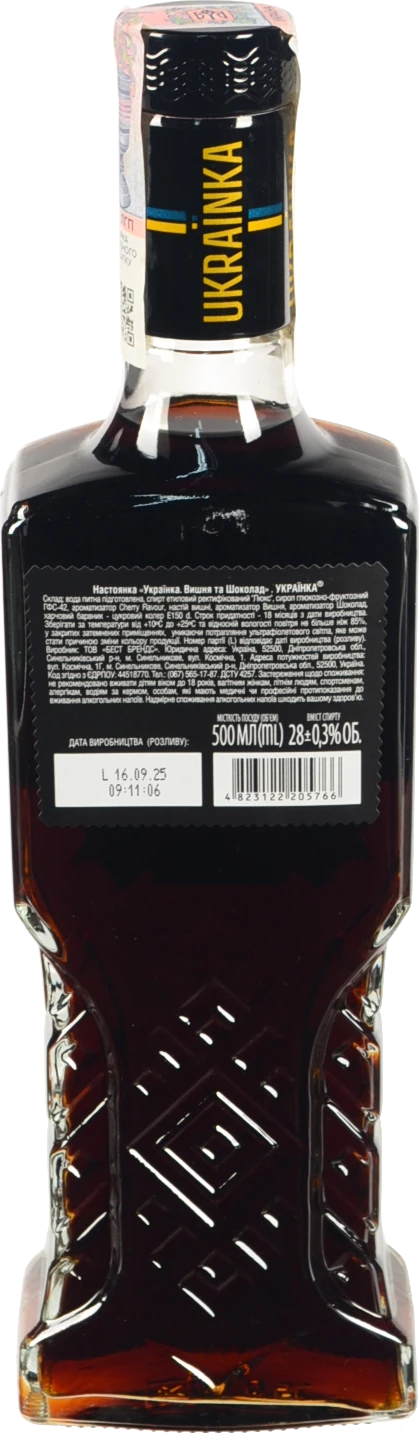 UKRAЇNKA
Настоянка «Українка. Вишня та Шоколад». УКРАЇНКА®
Склад: вода питна підготовлена, спирт етиловий ректифікований "Люкс", сироп глюкозно-фруктозний
ГФС-42, ароматизатор Cherry Flavour, настій вишні, ароматизатор Вишня, ароматизатор Шоколад,
харчовий барвник - цукровий колер E150 d. Строк придатності - 18 місяців з дати виробництва.
Зберігати за температури від +10ºС до +25ºС та відносній вологості повітря не більше ніж 85%,
у закритих затемнених приміщеннях, уникаючи потрапляння ультрафіолетового світла, яке може
стати причиною зміни кольору продукції. Номер партії (L) відповідає даті виробництва (розливу).
Виробник: ТОВ «БЕСТ БРЕНДС». Юридична адреса: Україна, 52500, Дніпропетровська обл.,
Синельниківський р-н, м. Синельникове, вул. Космічна, 1. Адреса потужностей виробництва:
вул. Космічна, 1Г, м. Синельникове, Синельниківський р-н, Дніпропетровська обл., 52500, Україна.
Код згідно з ЄДРПОУ: 44518770. Тел.: (067) 565-17-87. ДСТУ 4257. Застереження щодо споживання:
не рекомендовано вживати дітям віком до 18 років, вагітним жінкам, літнім людям, спортсменам,
алергікам, водіям за кермом, особам, які мають медичні чи професійні протипоказання до
вживання алкогольних напоїв. Надмірне споживання алкогольних напоїв шкодить вашому здоров'ю.
МІСТКІСТЬ ПОСУДУ (ОБ'ЄМ) ВМІСТ СПИРТУ
500МЛ(ML) 28±0,3% ОБ.
ДАТА ВИРОБНИЦТВА (РОЗЛИВУ):
L 16.09.25
09:11:06
4 823122 205766